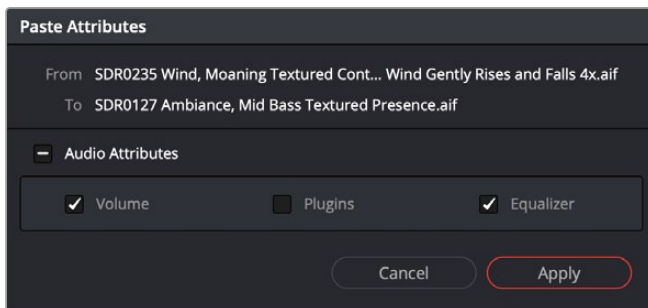 Paste Attributes
From SDR0235 Wind, Moaning Textured Cont... Wind Gently Rises and Falls 4x.aif
To SDR0127 Ambiance, Mid Bass Textured Presence.aif
Audio Attributes
Volume Plugins Equalizer
Cancel Apply